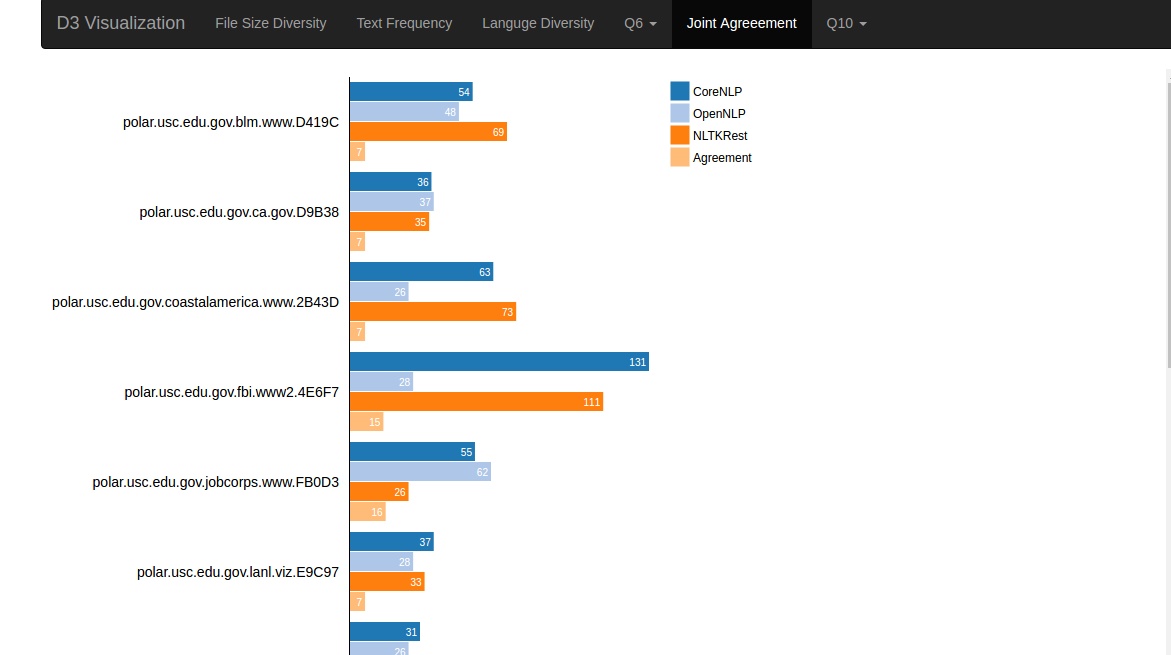 D3 Visualization File Size Diversity Text Frequency Languge Diversity Q6 Joint Agreeement Q10
54
CoreNLP
48
OpenNLP
polar.usc.edu.gov.blm.www.D419C
69
NLTKRest
7
Agreement
36
37
polar.usc.edu.gov.ca.gov.D9B38
35
7
63
26
polar.usc.edu.gov.coastalamerica.www.2B43D
73
7
131
28
polar.usc.edu.gov.fbi.www2.4E6F7
111
15
55
62
polar.usc.edu.gov.jobcorps.www.FB0D3
26
16
37
28
polar.usc.edu.gov.lanl.viz.E9C97
33
7
31
26